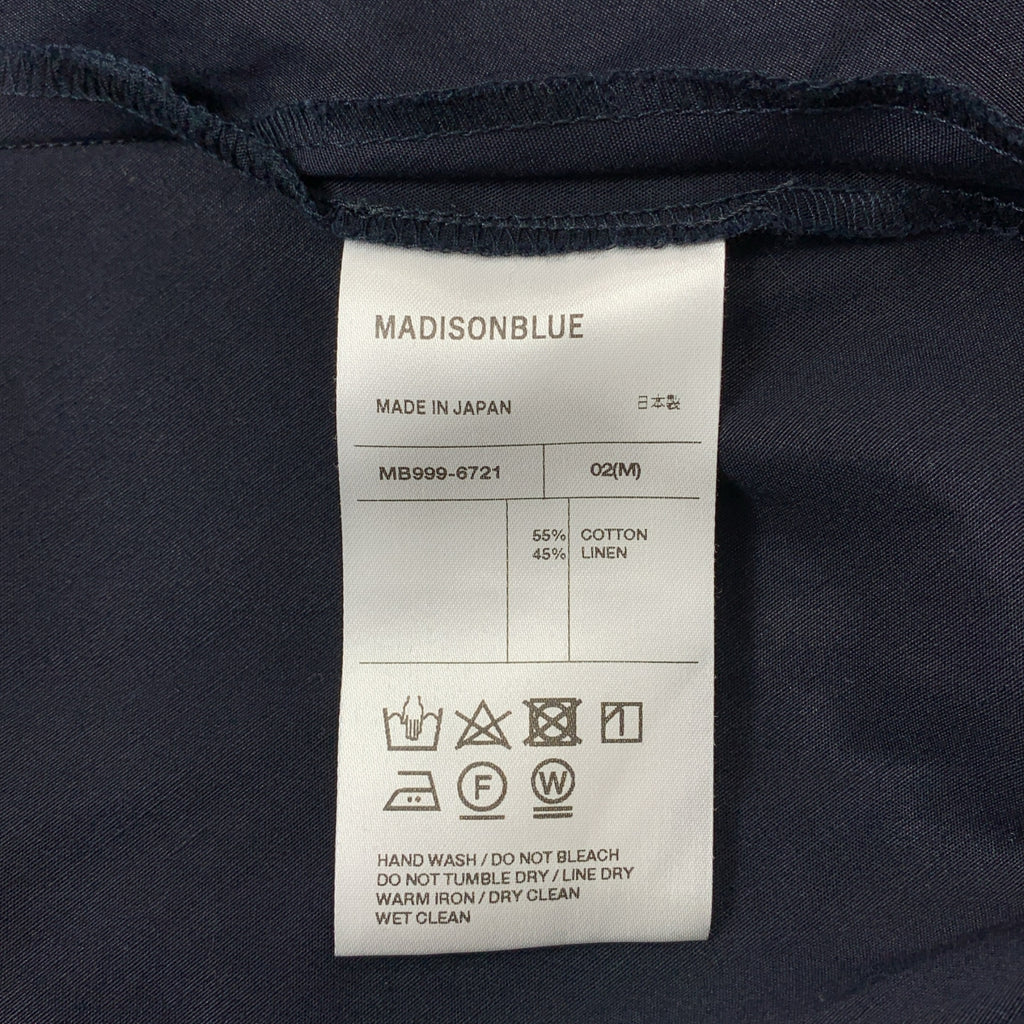 MADISONBLUE
MADE IN JAPAN 日本製
MB999-6721 02(M)
55% COTTON
45% LINEN
F W
HAND WASH / DO NOT BLEACH
DO NOT TUMBLE DRY / LINE DRY
WARM IRON / DRY CLEAN
WET CLEAN